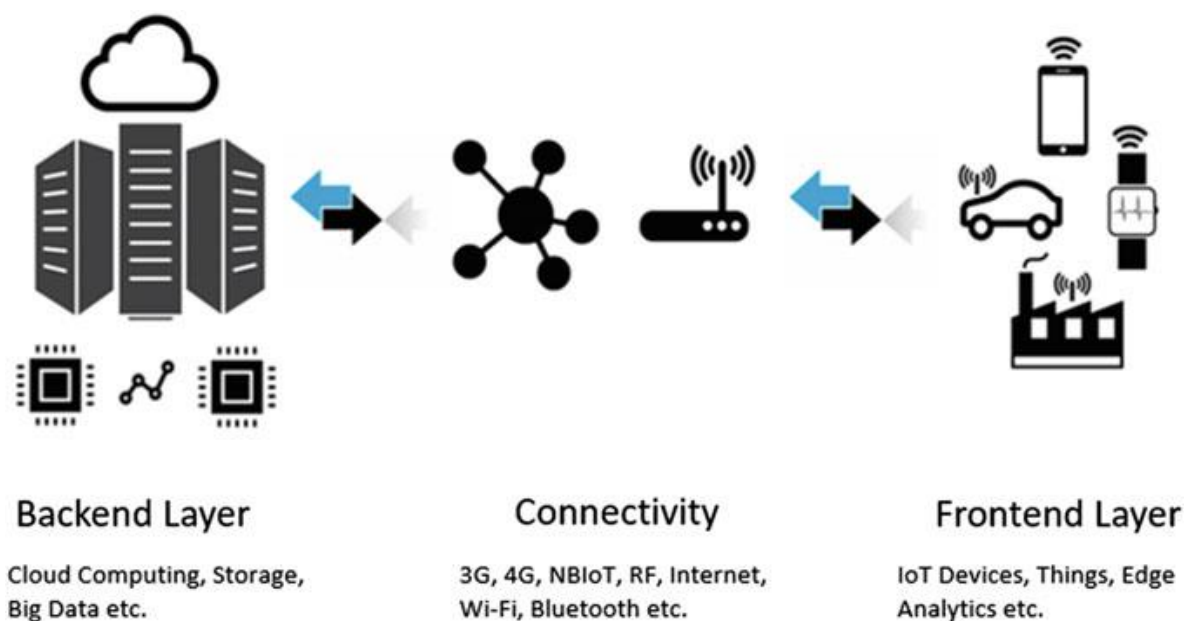 Backend Layer
Cloud Computing, Storage,
Big Data etc.
Connectivity
3G, 4G, NBIoT, RF, Internet,
Wi-Fi, Bluetooth etc.
Frontend Layer
IoT Devices, Things, Edge
Analytics etc.